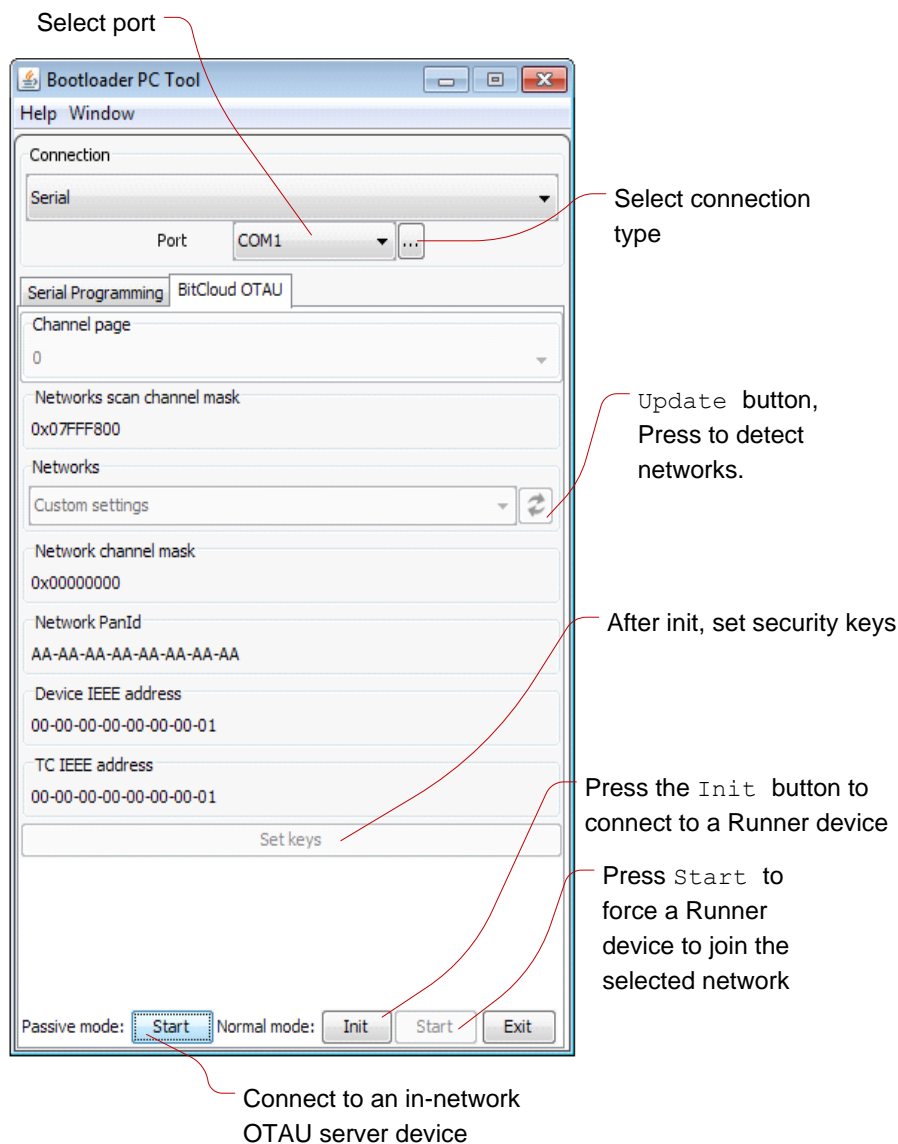 Select port
Bootloader PC Tool
Help Window
Connection
Serial
Select connection
type
Port COM1 ...
Serial Programming BitCloud OTAU
Channel page
0
Networks scan channel mask
0x07FFF800
Update button,
Press to detect
networks.
Networks
Custom settings
Network channel mask
0x00000000
Network PanId
AA-AA-AA-AA-AA-AA-AA-AA
After init, set security keys
Device IEEE address
00-00-00-00-00-00-00-01
TC IEEE address
00-00-00-00-00-00-00-01
Press the Init button to
connect to a Runner device
Set keys
Press Start to
force a Runner
device to join the
selected network
Passive mode: Start Normal mode: Init Start Exit
Connect to an in-network
OTAU server device